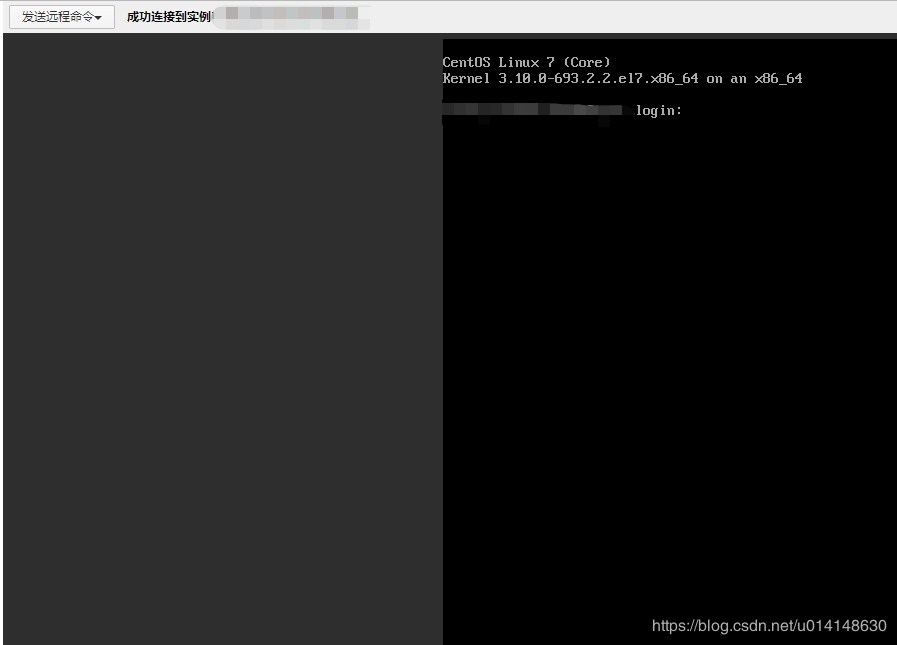 发送远程命令
成功连接到实例
CentOS Linux 7 (Core)
Kernel 3.10.0-693.2.2.el7.x86_64 on an x86_64
login:
https://blog.csdn.net/u014148630